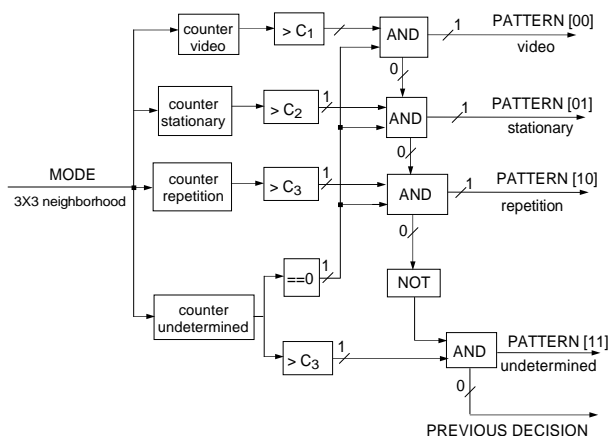 counter
video
> C1
1
AND
1
PATTERN [00]
video
0
counter
stationary
> C2
1
AND
1
PATTERN [01]
stationary
0
MODE
3X3 neighborhood
counter
repetition
> C3
1
AND
1
PATTERN [10]
repetition
0
==0
1
NOT
counter
undetermined
> C3
1
AND
PATTERN [11]
undetermined
0
PREVIOUS DECISION